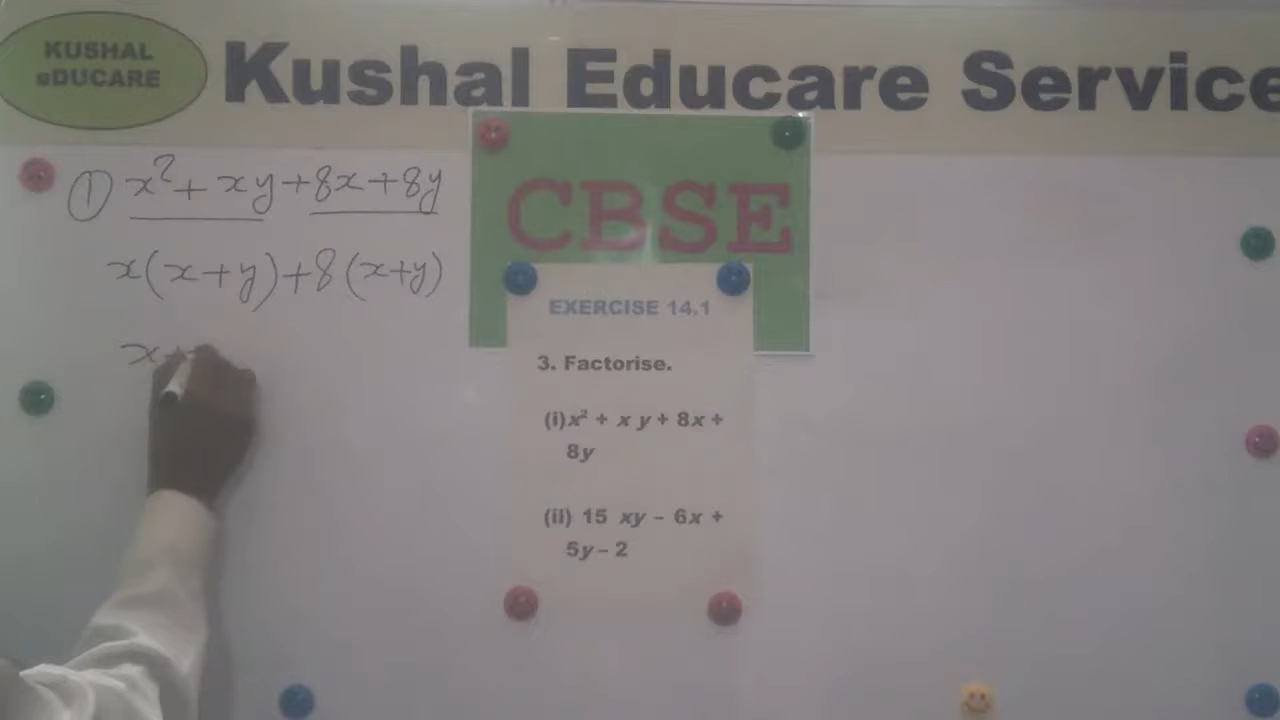 KUSHAL
eDUCARE
Kushal Educare Service
① x² + xy + 8x + 8y
x(x+y) + 8(x+y)
x+
CBSE
EXERCISE 14.1
3. Factorise.
(i) x² + x y + 8x +
8y
(ii) 15 xy – 6x +
5y – 2